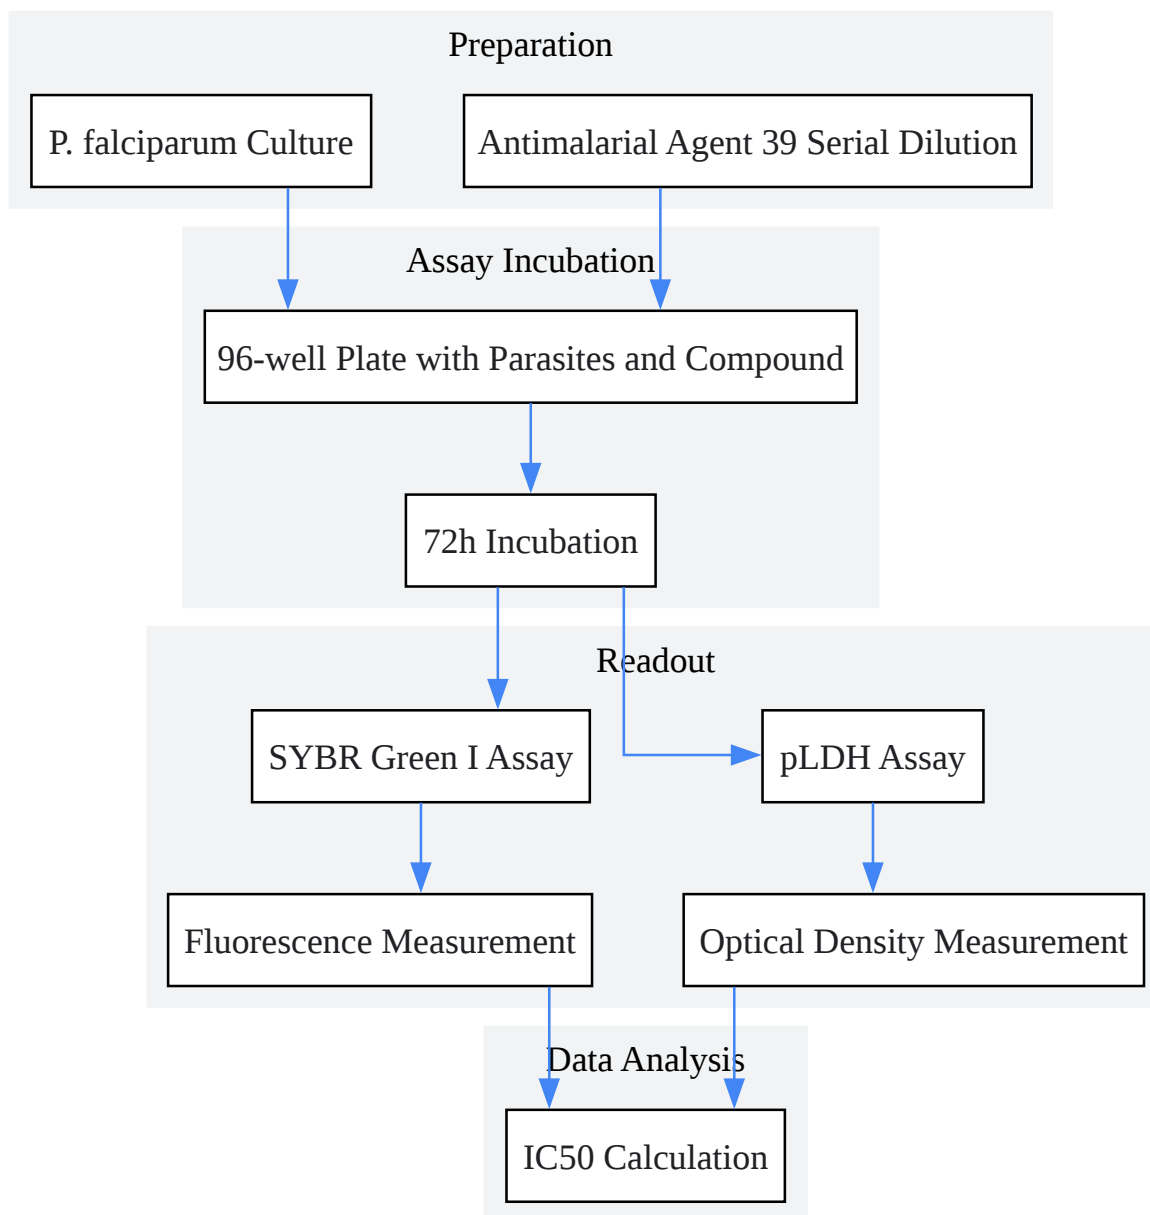 Preparation
P. falciparum Culture
Antimalarial Agent 39 Serial Dilution
Assay Incubation
96-well Plate with Parasites and Compound
72h Incubation
Readout
SYBR Green I Assay
pLDH Assay
Fluorescence Measurement
Optical Density Measurement
Data Analysis
IC50 Calculation